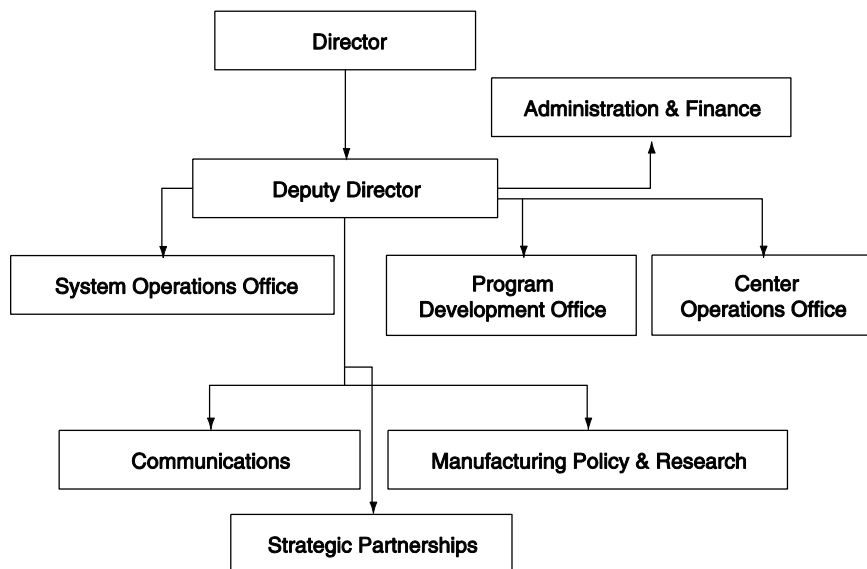 Director
Administration & Finance
Deputy Director
System Operations Office
Program
Development Office
Center
Operations Office
Communications
Manufacturing Policy & Research
Strategic Partnerships